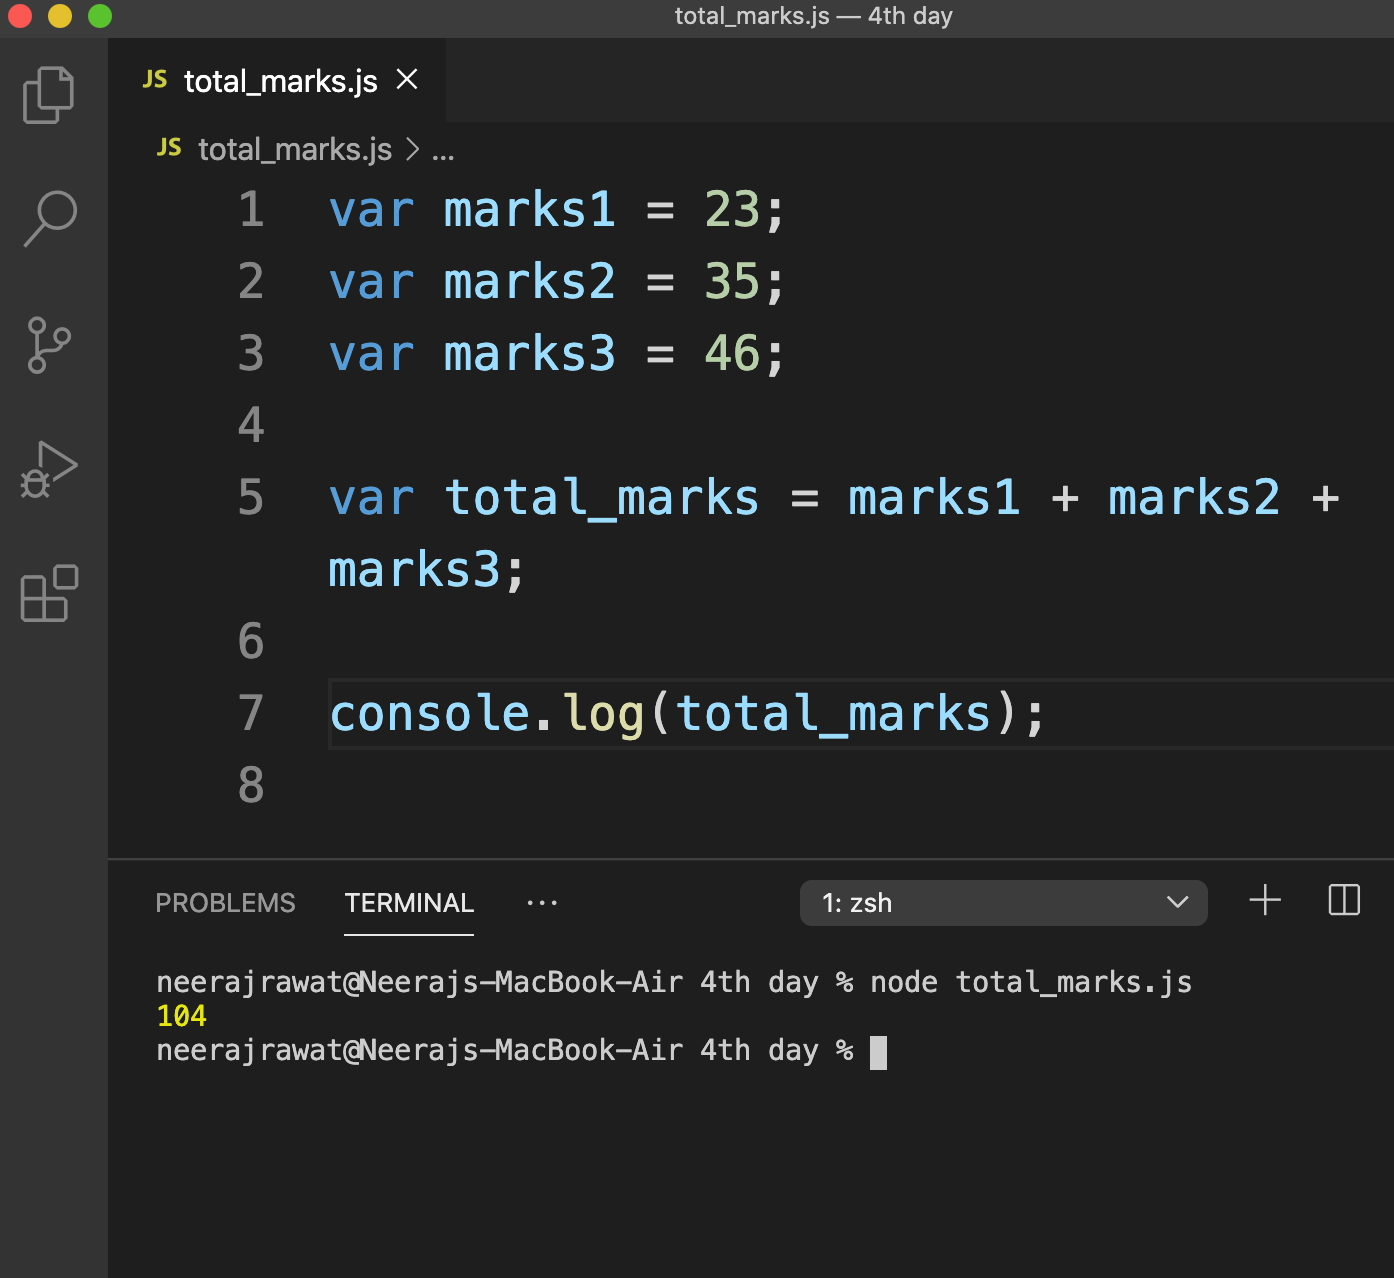 total_marks.js — 4th day
JS total_marks.js ×
JS total_marks.js > ...
1 var marks1 = 23;
2 var marks2 = 35;
3 var marks3 = 46;
4
5 var total_marks = marks1 + marks2 +
marks3;
6
7 console.log(total_marks);
8
PROBLEMS TERMINAL ··· 1: zsh
neerajrawat@Neerajs-MacBook-Air 4th day % node total_marks.js
104
neerajrawat@Neerajs-MacBook-Air 4th day %